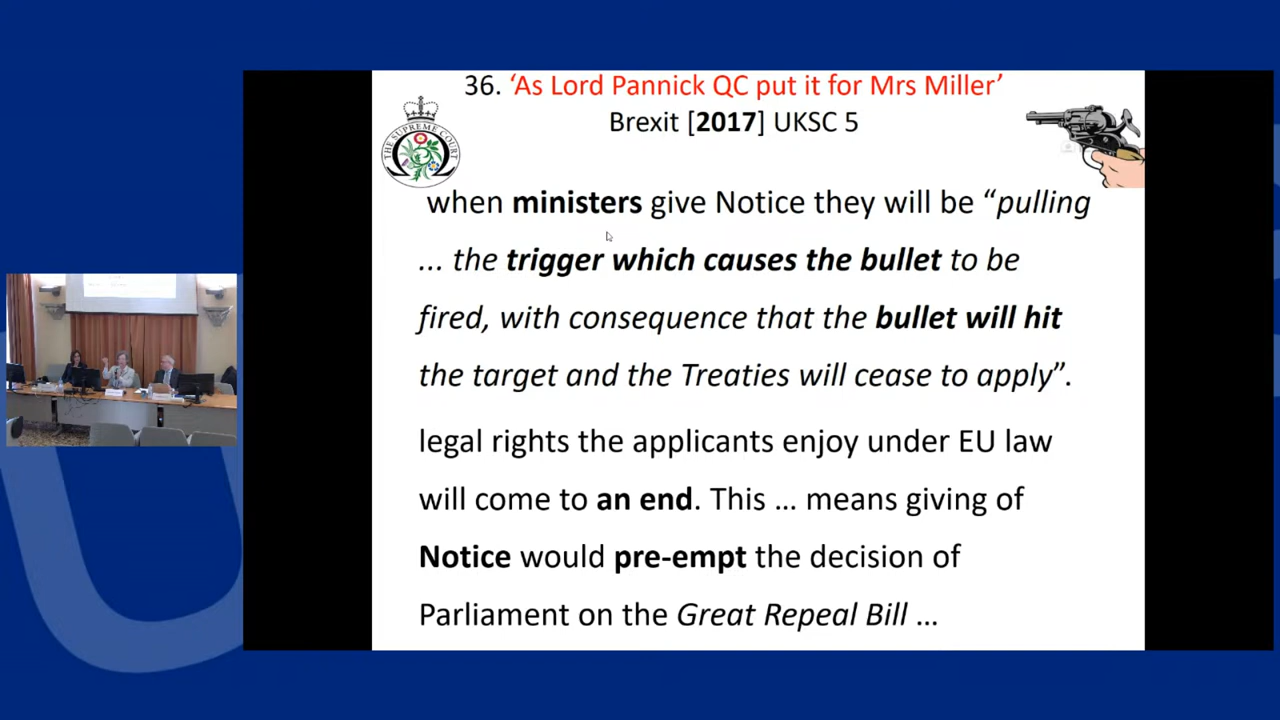 36. ‘As Lord Pannick QC put it for Mrs Miller’
Brexit [2017] UKSC 5
THE SUPREME COURT
when ministers give Notice they will be “pulling
... the trigger which causes the bullet to be
fired, with consequence that the bullet will hit
the target and the Treaties will cease to apply”.
legal rights the applicants enjoy under EU law
will come to an end. This … means giving of
Notice would pre-empt the decision of
Parliament on the Great Repeal Bill …